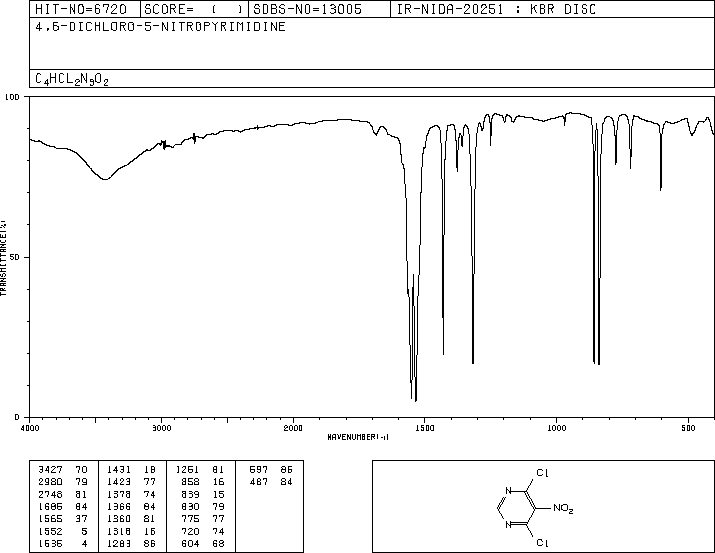 HIT-NO=6720 SCORE= ( ) SDBS-NO=13005 IR-NIDA-20251 : KBR DISC
4,6-DICHLORO-5-NITROPYRIMIDINE
C4HCL2N3O2
100
50
0
TRANSMITTANCE(%)
4000 3000 2000 1500 1000 500
WAVENUMBER(-1)
3427 70 1431 18 1251 81 597 86
2980 79 1423 77 858 16 487 84
2748 81 1378 74 839 15
1685 84 1366 84 830 79
1565 37 1360 81 775 77
1552 5 1318 16 720 74
1535 4 1283 86 604 68
Cl
N
NO2
N
Cl